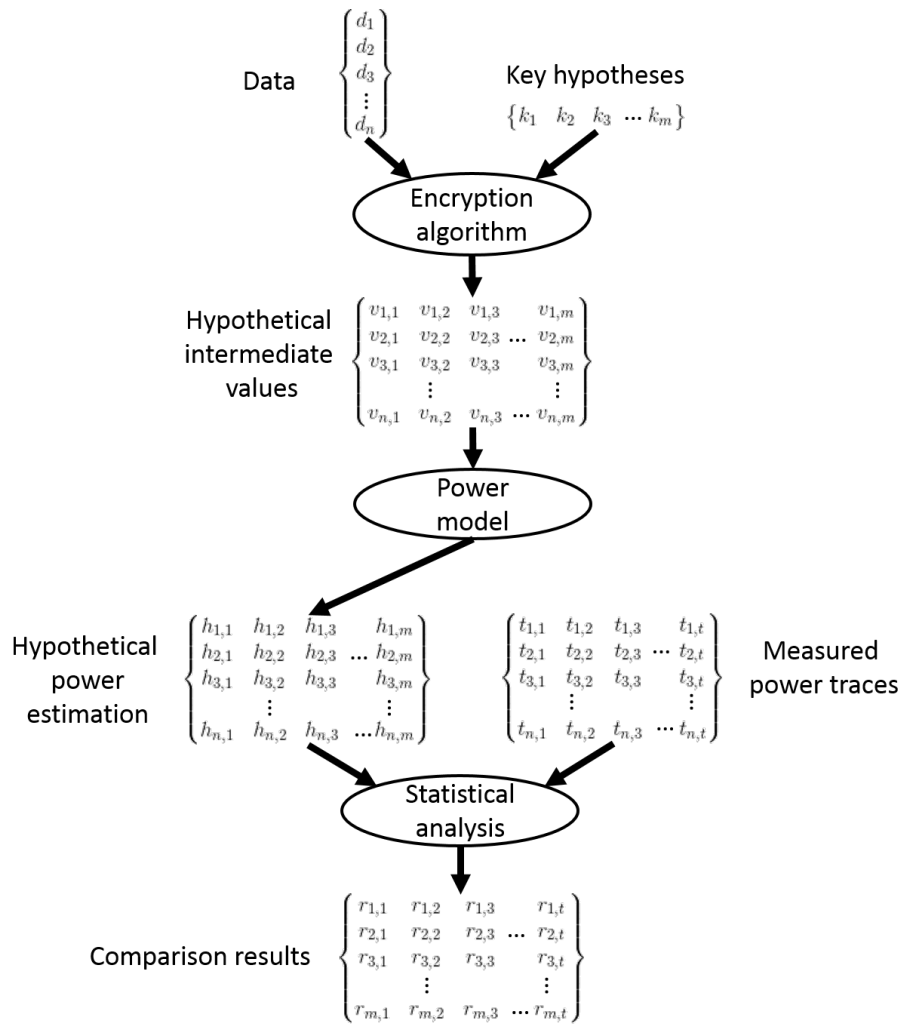 Data
d₁
d₂
d₃
⋮
dₙ
Key hypotheses
{k₁ k₂ k₃ ··· kₘ}
Encryption
algorithm
Hypothetical
intermediate
values
v₁,₁ v₁,₂ v₁,₃ v₁,ₘ
v₂,₁ v₂,₂ v₂,₃ ··· v₂,ₘ
v₃,₁ v₃,₂ v₃,₃ v₃,ₘ
⋮ ⋮
vₙ,₁ vₙ,₂ vₙ,₃ ··· vₙ,ₘ
Power
model
Hypothetical
power
estimation
h₁,₁ h₁,₂ h₁,₃ h₁,ₘ
h₂,₁ h₂,₂ h₂,₃ ··· h₂,ₘ
h₃,₁ h₃,₂ h₃,₃ h₃,ₘ
⋮ ⋮
hₙ,₁ hₙ,₂ hₙ,₃ ··· hₙ,ₘ
t₁,₁ t₁,₂ t₁,₃ t₁,ₜ
t₂,₁ t₂,₂ t₂,₃ ··· t₂,ₜ
t₃,₁ t₃,₂ t₃,₃ t₃,ₜ
⋮ ⋮
tₙ,₁ tₙ,₂ tₙ,₃ ··· tₙ,ₜ
Measured
power traces
Statistical
analysis
Comparison results
r₁,₁ r₁,₂ r₁,₃ r₁,ₜ
r₂,₁ r₂,₂ r₂,₃ ··· r₂,ₜ
r₃,₁ r₃,₂ r₃,₃ r₃,ₜ
⋮ ⋮
rₘ,₁ rₘ,₂ rₘ,₃ ··· rₘ,ₜ